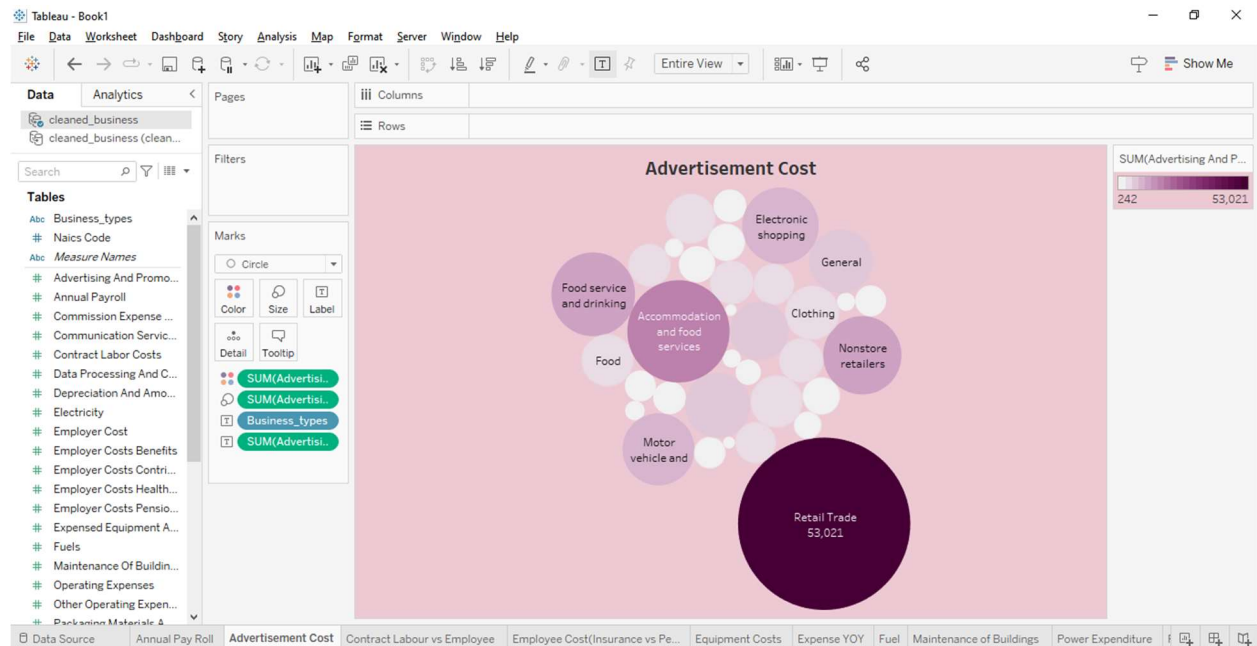 Tableau - Book1
File Data Worksheet Dashboard Story Analysis Map Format Server Window Help
Entire View
Show Me
Data Analytics
cleaned_business
cleaned_business (clean...
Search
Tables
Abc Business_types
# Naics Code
Abc Measure Names
# Advertising And Promo...
# Annual Payroll
# Commission Expense ...
# Communication Servic...
# Contract Labor Costs
# Data Processing And C...
# Depreciation And Amo...
# Electricity
# Employer Cost
# Employer Costs Benefits
# Employer Costs Contri...
# Employer Costs Health...
# Employer Costs Pensio...
# Expensed Equipment A...
# Fuels
# Maintenance Of Buildin...
# Operating Expenses
# Other Operating Expen...
# Packaging Materials A...
Pages
Filters
Marks
Circle
Color Size Label
Detail Tooltip
SUM(Advertisi..
SUM(Advertisi..
Business_types
SUM(Advertisi..
Columns
Rows
Advertisement Cost
Electronic
shopping
General
Food service
and drinking
Accommodation
and food
services
Clothing
Food
Nonstore
retailers
Motor
vehicle and
Retail Trade
53,021
SUM(Advertising And P...
242 53,021
Data Source Annual Pay Roll Advertisement Cost Contract Labour vs Employee Employee Cost(Insurance vs Pe... Equipment Costs Expense YOY Fuel Maintenance of Buildings Power Expenditure